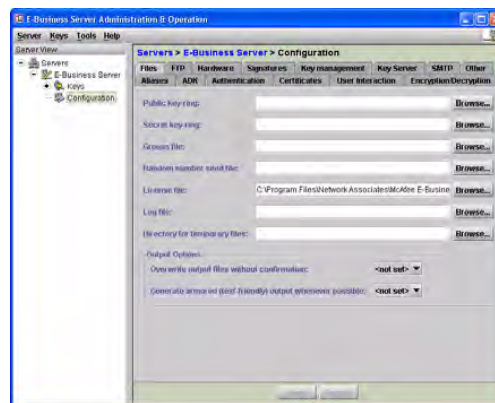 E-Business Server Administration & Operation
Server Keys Tools Help
Server View
Servers
E-Business Server
Keys
Configuration
Servers > E-Business Server > Configuration
Files FTP Hardware Signatures Key management Key Server SMTP Other
Aliases ADK Authentication Certificates User Interaction Encryption/Decryption
Public key ring: Browse...
Secret key ring: Browse...
Groups file: Browse...
Random number seed file: Browse...
License file: C:\Program Files\Network Associates\McAfee E-Busine Browse...
Log file: Browse...
Directory for temporary files: Browse...
Output Options:
Overwrite output files without confirmation: <not set>
Generate armored (text-friendly) output whenever possible: <not set>